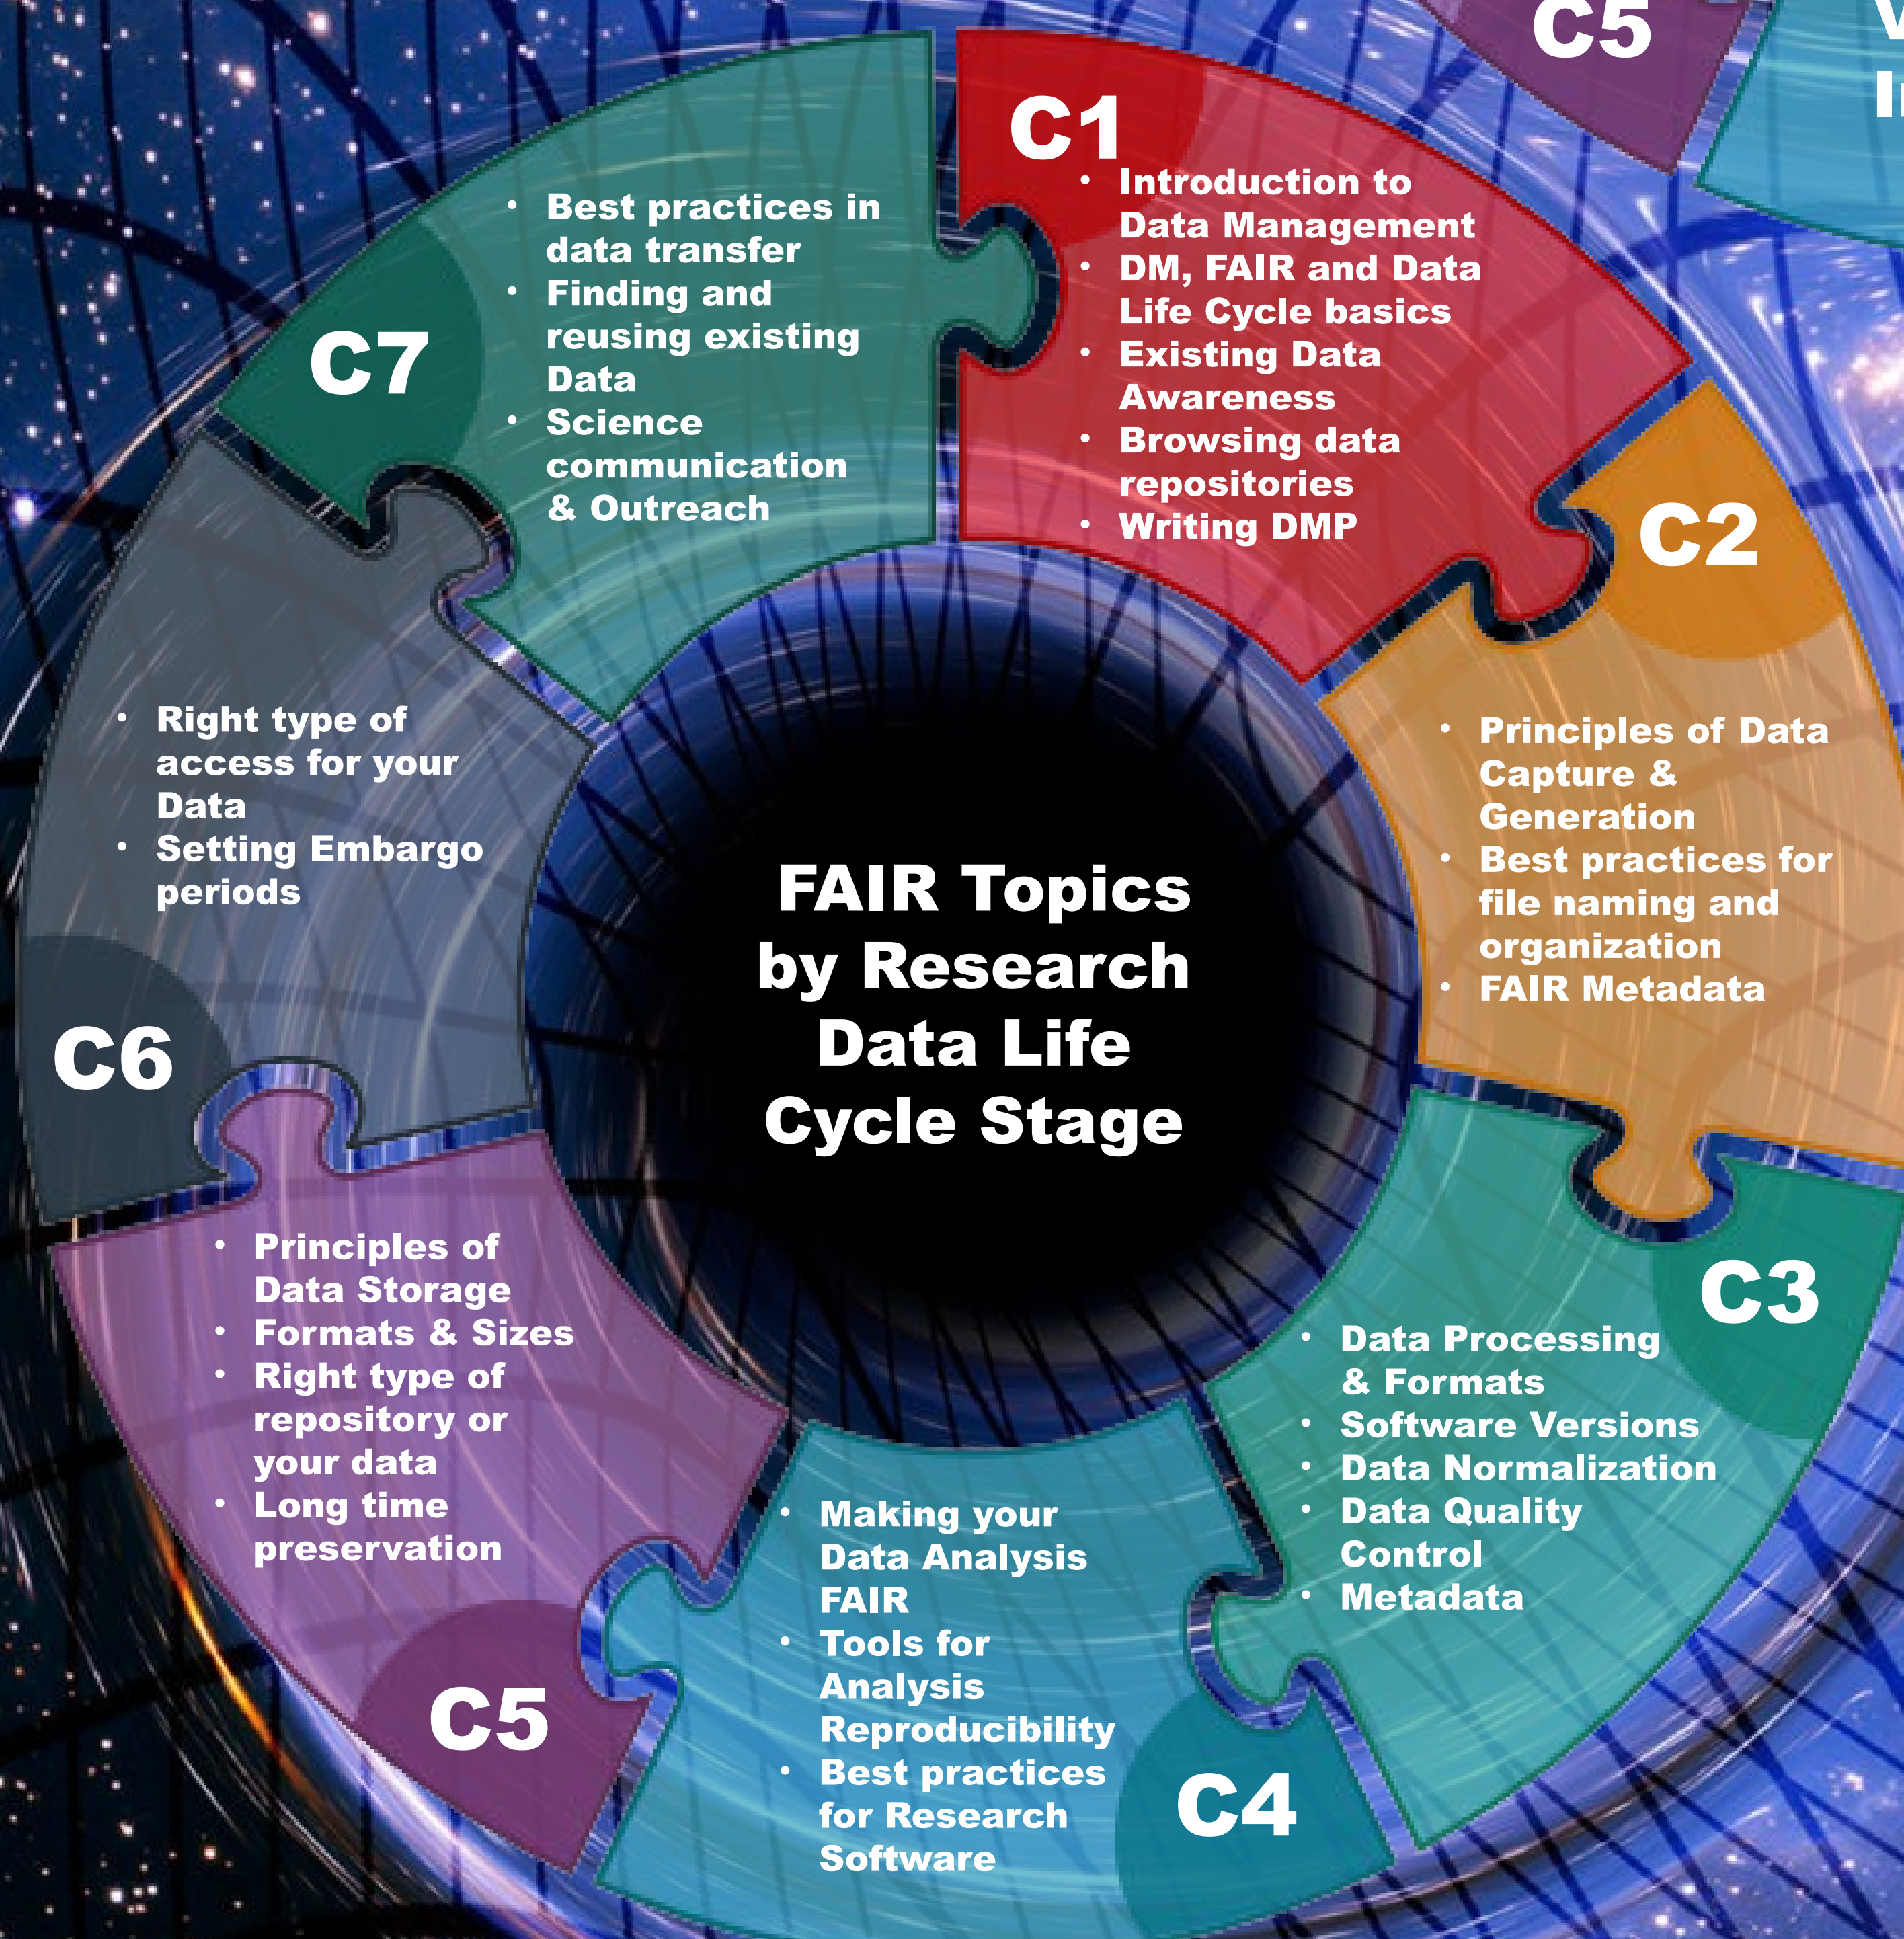 C5
C1
• Introduction to
Data Management
• DM, FAIR and Data
Life Cycle basics
• Existing Data
Awareness
• Browsing data
repositories
• Writing DMP
C2
• Principles of Data
Capture &
Generation
• Best practices for
file naming and
organization
• FAIR Metadata
C3
• Data Processing
& Formats
• Software Versions
• Data Normalization
• Data Quality
Control
• Metadata
C4
• Making your
Data Analysis
FAIR
• Tools for
Analysis
Reproducibility
• Best practices
for Research
Software
C5
• Principles of
Data Storage
• Formats & Sizes
• Right type of
repository or
your data
• Long time
preservation
C6
• Right type of
access for your
Data
• Setting Embargo
periods
C7
• Best practices in
data transfer
• Finding and
reusing existing
Data
• Science
communication
& Outreach
FAIR Topics
by Research
Data Life
Cycle Stage